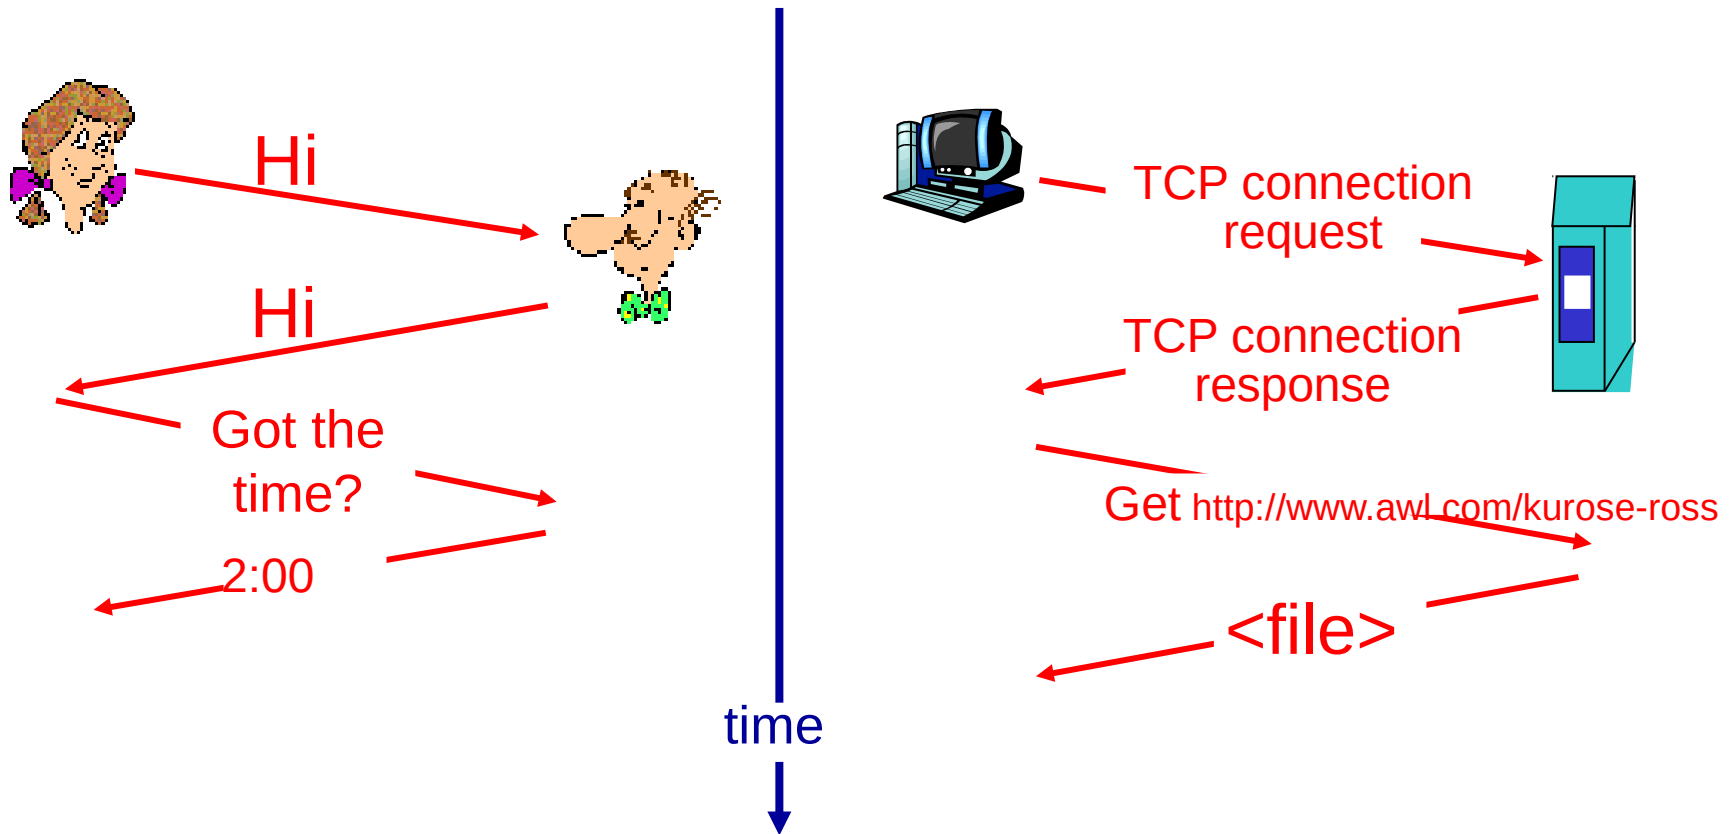 Hi
Hi
Got the
time?
2:00
time
TCP connection
request
TCP connection
response
Get http://www.awl.com/kurose-ross
<file>